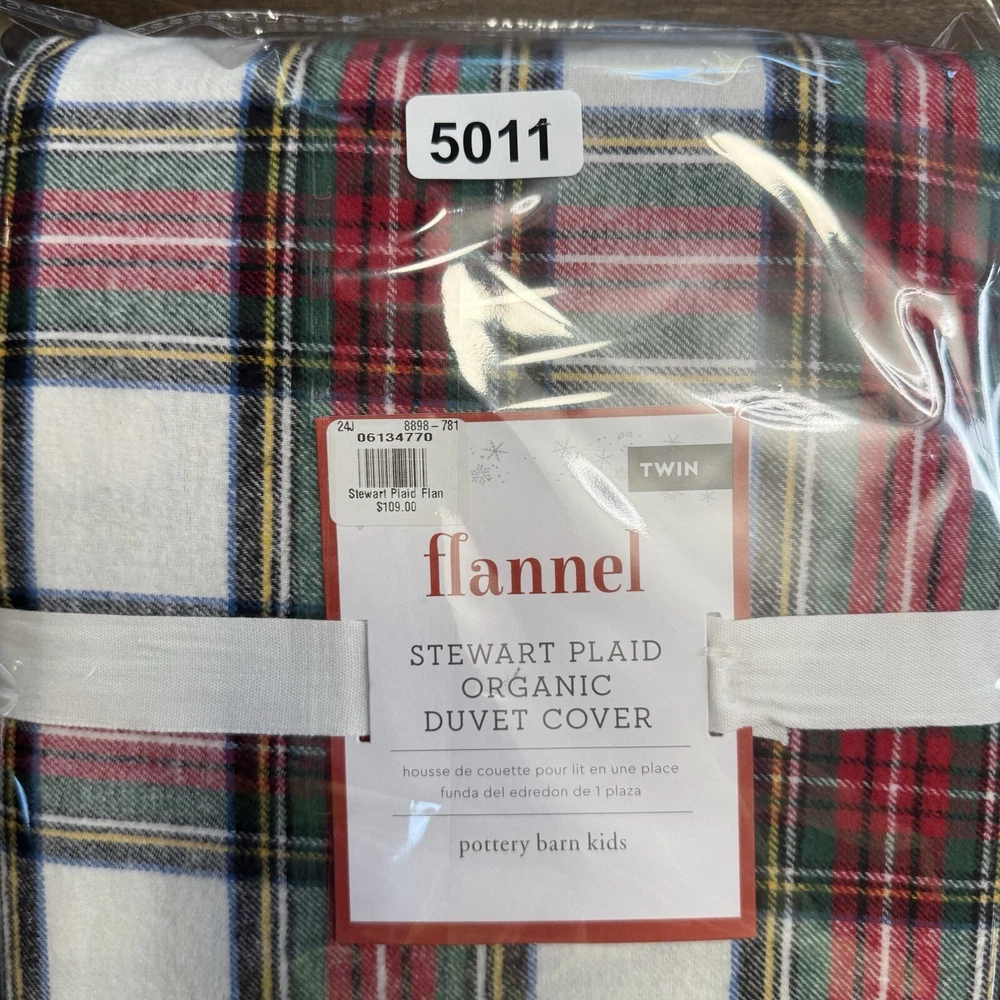 5011
24J 8898-781
06134770
Stewart Plaid Flan
$109.00
TWIN
flannel
STEWART PLAID
ORGANIC
DUVET COVER
housse de couette pour lit en une place
funda del edredon de 1 plaza
pottery barn kids